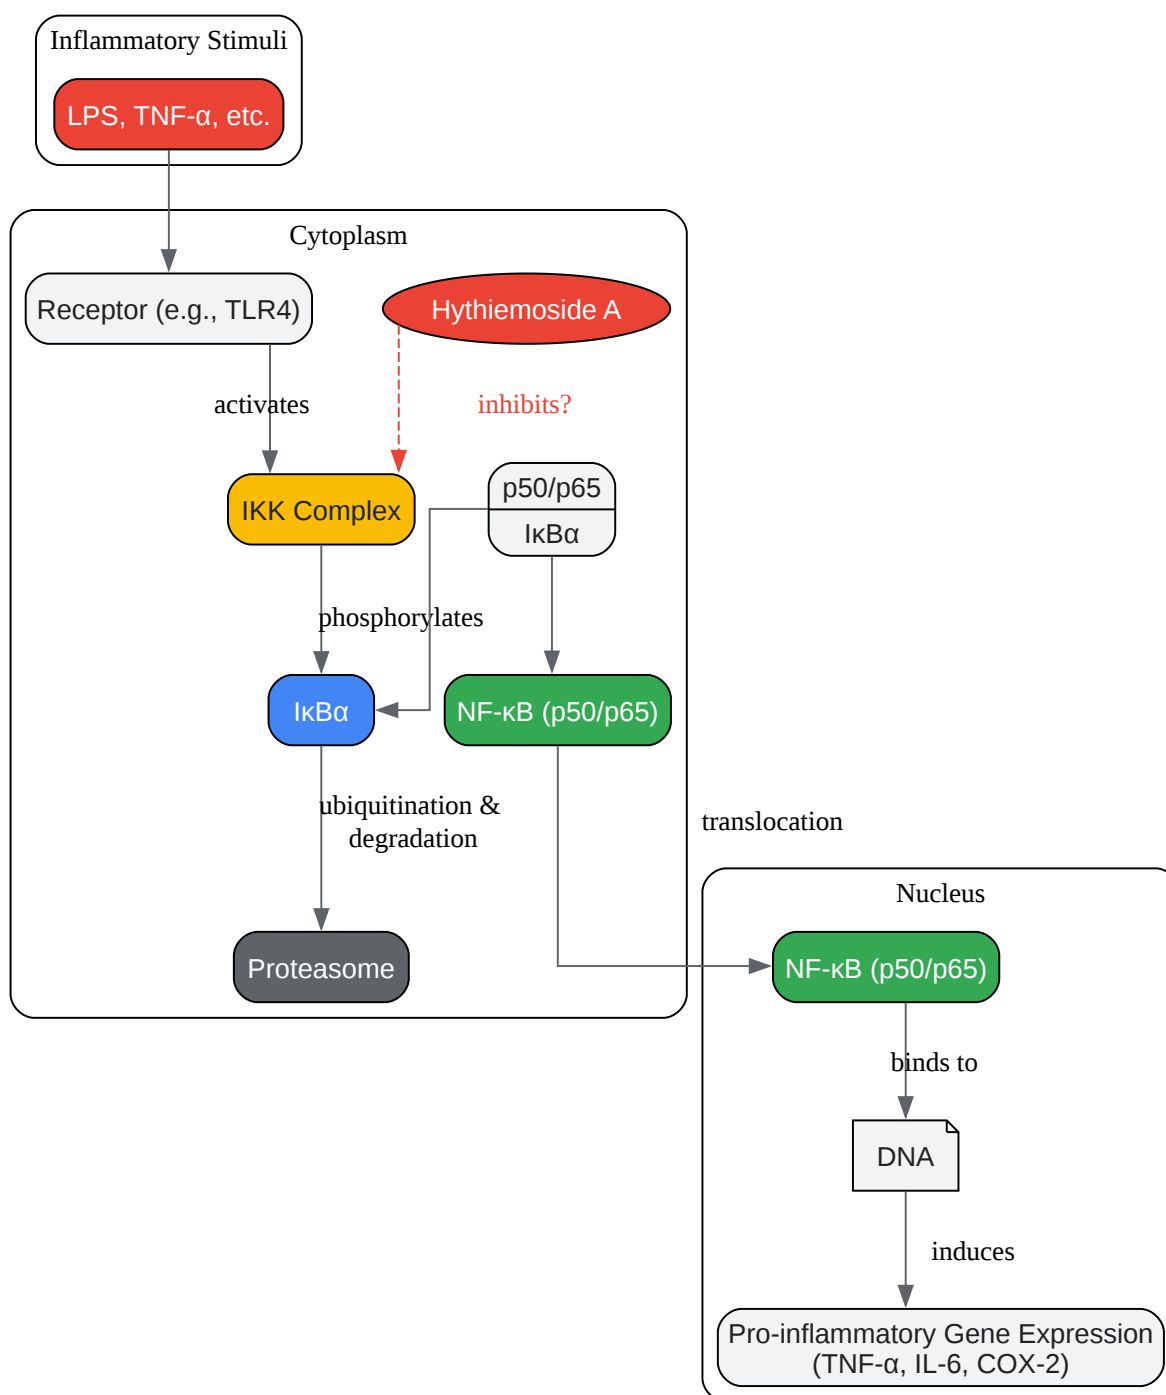 Inflammatory Stimuli
LPS, TNF-α, etc.
Cytoplasm
Receptor (e.g., TLR4)
Hythiemoside A
activates
inhibits?
IKK Complex
p50/p65
IκBα
phosphorylates
IκBα
NF-κB (p50/p65)
ubiquitination &
degradation
translocation
Proteasome
Nucleus
NF-κB (p50/p65)
binds to
DNA
induces
Pro-inflammatory Gene Expression
(TNF-α, IL-6, COX-2)